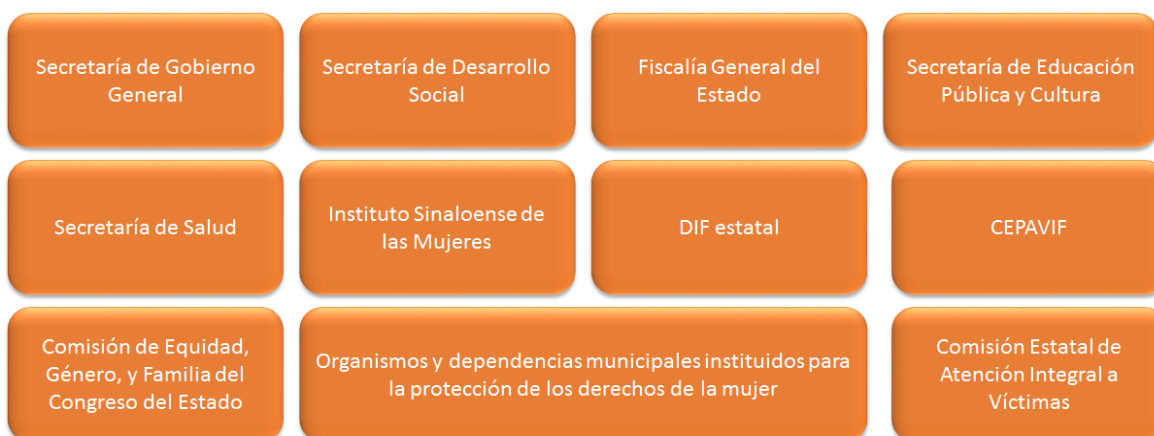 Secretaría de Gobierno
General
Secretaría de Desarrollo
Social
Fiscalía General del
Estado
Secretaría de Educación
Pública y Cultura
Secretaría de Salud
Instituto Sinaloense de
las Mujeres
DIF estatal
CEPAVIF
Comisión de Equidad,
Género, y Familia del
Congreso del Estado
Organismos y dependencias municipales instituidos para
la protección de los derechos de la mujer
Comisión Estatal de
Atención Integral a
Víctimas